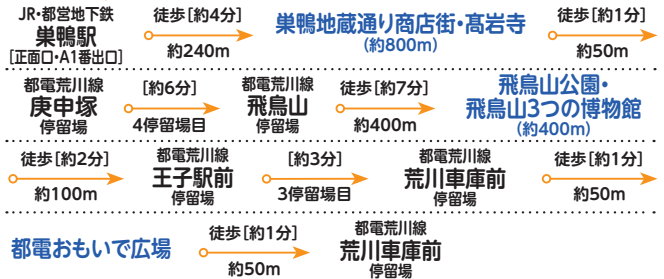 JR・都営地下鉄
巣鴨駅
[正面口・A1番出口]
徒歩[約4分]
約240m
巣鴨地蔵通り商店街・髙岩寺
(約800m)
徒歩[約1分]
約50m
都電荒川線
庚申塚
停留場
[約6分]
4停留場目
都電荒川線
飛鳥山
停留場
徒歩[約7分]
約400m
飛鳥山公園・
飛鳥山3つの博物館
(約400m)
徒歩[約2分]
約100m
都電荒川線
王子駅前
停留場
[約3分]
3停留場目
都電荒川線
荒川車庫前
停留場
徒歩[約1分]
約50m
都電おもいで広場
徒歩[約1分]
約50m
都電荒川線
荒川車庫前
停留場